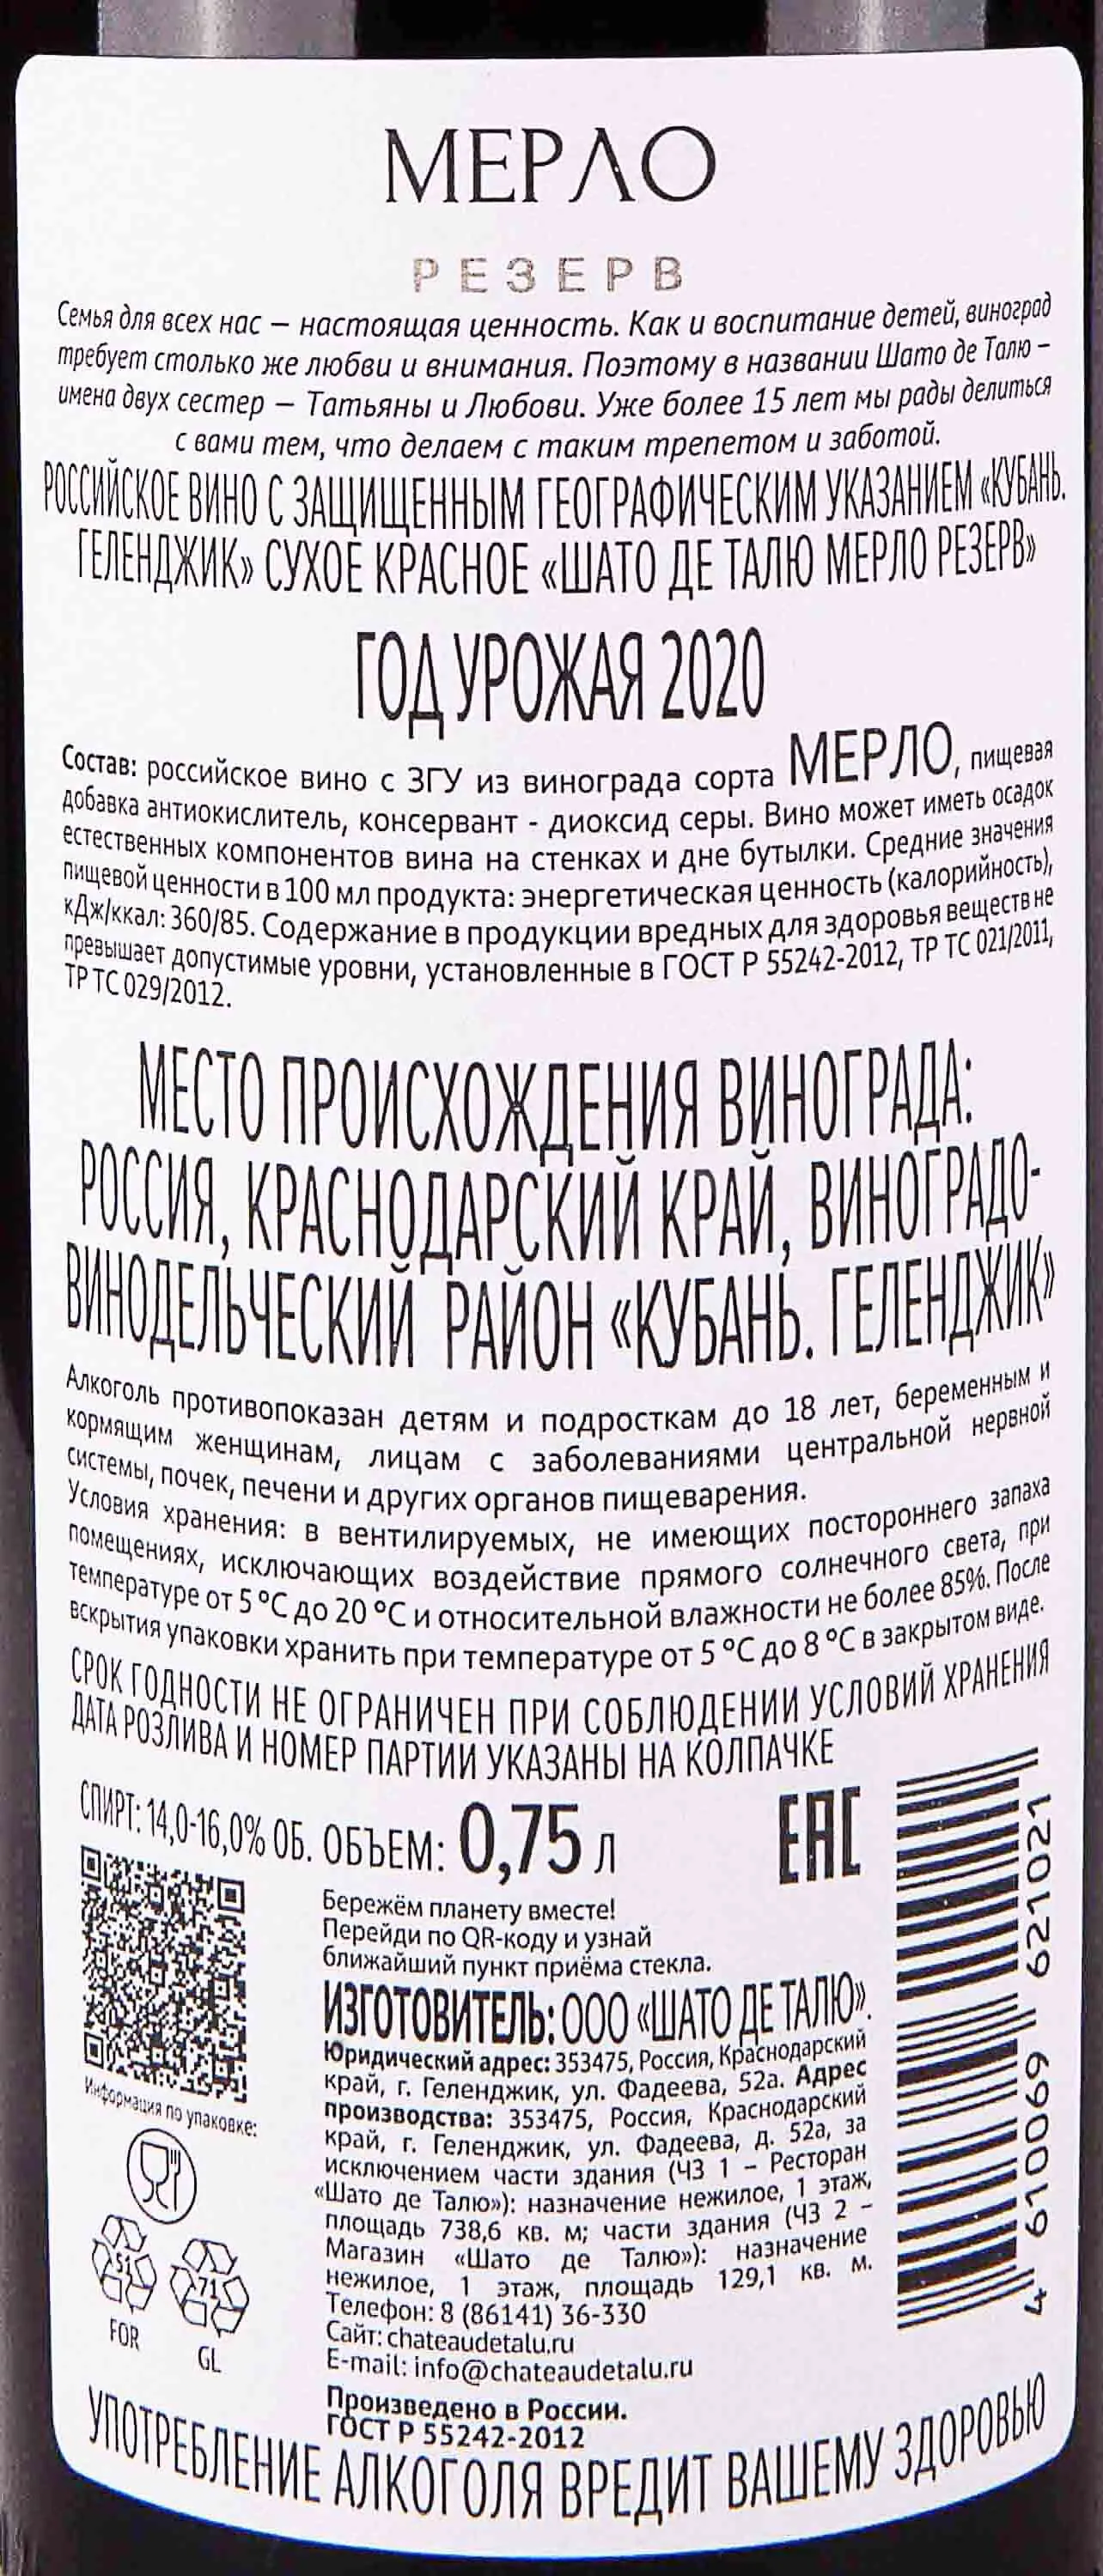 МЕРЛО
РЕЗЕРВ
Семья для всех нас – настоящая ценность. Как и воспитание детей, виноград
требует столько же любви и внимания. Поэтому в названии Шато де Талю –
имена двух сестер – Татьяны и Любови. Уже более 15 лет мы рады делиться
с вами тем, что делаем с таким трепетом и заботой.
РОССИЙСКОЕ ВИНО С ЗАЩИЩЕННЫМ ГЕОГРАФИЧЕСКИМ УКАЗАНИЕМ «КУБАНЬ.
ГЕЛЕНДЖИК» СУХОЕ КРАСНОЕ «ШАТО ДЕ ТАЛЮ МЕРЛО РЕЗЕРВ»
ГОД УРОЖАЯ 2020
Состав: российское вино с ЗГУ из винограда сорта МЕРЛО, пищевая
добавка антиокислитель, консервант - диоксид серы. Вино может иметь осадок
естественных компонентов вина на стенках и дне бутылки. Средние значения
пищевой ценности в 100 мл продукта: энергетическая ценность (калорийность),
кДж/ккал: 360/85. Содержание в продукции вредных для здоровья веществ не
превышает допустимые уровни, установленные в ГОСТ Р 55242-2012, ТР ТС 021/2011,
ТР ТС 029/2012.
МЕСТО ПРОИСХОЖДЕНИЯ ВИНОГРАДА:
РОССИЯ, КРАСНОДАРСКИЙ КРАЙ, ВИНОГРАДО-
ВИНОДЕЛЬЧЕСКИЙ РАЙОН «КУБАНЬ. ГЕЛЕНДЖИК»
Алкоголь противопоказан детям и подросткам до 18 лет, беременным и
кормящим женщинам, лицам с заболеваниями центральной нервной
системы, почек, печени и других органов пищеварения.
Условия хранения: в вентилируемых, не имеющих постороннего запаха
помещениях, исключающих воздействие прямого солнечного света, при
температуре от 5 °С до 20 °С и относительной влажности не более 85%. После
вскрытия упаковки хранить при температуре от 5 °С до 8 °С в закрытом виде.
СРОК ГОДНОСТИ НЕ ОГРАНИЧЕН ПРИ СОБЛЮДЕНИИ УСЛОВИЙ ХРАНЕНИЯ
ДАТА РОЗЛИВА И НОМЕР ПАРТИИ УКАЗАНЫ НА КОЛПАЧКЕ
СПИРТ: 14,0-16,0% ОБ. ОБЪЕМ: 0,75 л
ЕАС
Бережём планету вместе!
Перейди по QR-коду и узнай
ближайший пункт приёма стекла.
ИЗГОТОВИТЕЛЬ: ООО «ШАТО ДЕ ТАЛЮ».
Юридический адрес: 353475, Россия, Краснодарский
край, г. Геленджик, ул. Фадеева, 52а. Адрес
производства: 353475, Россия, Краснодарский
край, г. Геленджик, ул. Фадеева, д. 52а, за
исключением части здания (ЧЗ 1 – Ресторан
«Шато де Талю»): назначение нежилое, 1 этаж,
площадь 738,6 кв. м; части здания (ЧЗ 2 –
Магазин «Шато де Талю»): назначение
нежилое, 1 этаж, площадь 129,1 кв. м.
Телефон: 8 (86141) 36-330
Сайт: chateaudetalu.ru
E-mail: info@chateaudetalu.ru
Произведено в России.
ГОСТ Р 55242-2012
Информация по упаковке:
51
FOR
71
GL
4 610069 621021
УПОТРЕБЛЕНИЕ АЛКОГОЛЯ ВРЕДИТ ВАШЕМУ ЗДОРОВЬЮ